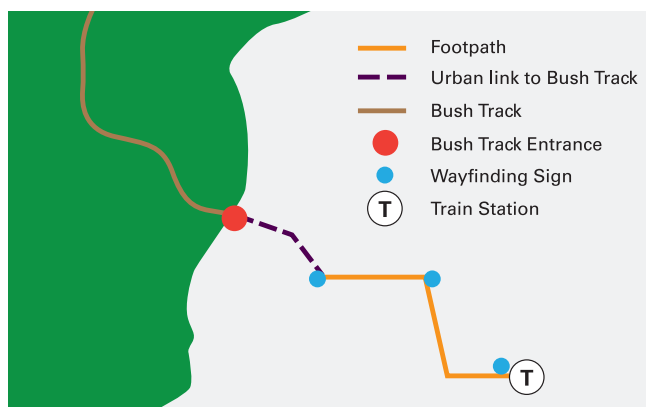 Footpath
Urban link to Bush Track
Bush Track
Bush Track Entrance
Wayfinding Sign
T Train Station
T